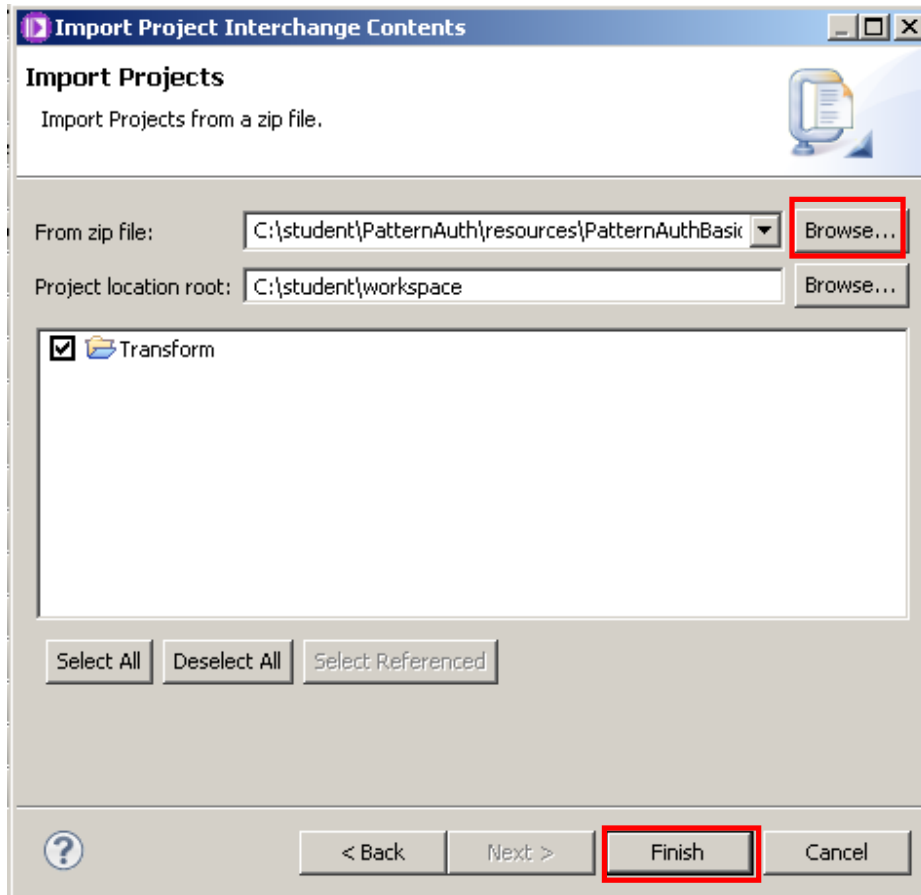 Import Project Interchange Contents
Import Projects
Import Projects from a zip file.
From zip file: C:\student\PatternAuth\resources\PatternAuthBasic Browse...
Project location root: C:\student\workspace Browse...
Transform
Select All Deselect All Select Referenced
? < Back Next > Finish Cancel